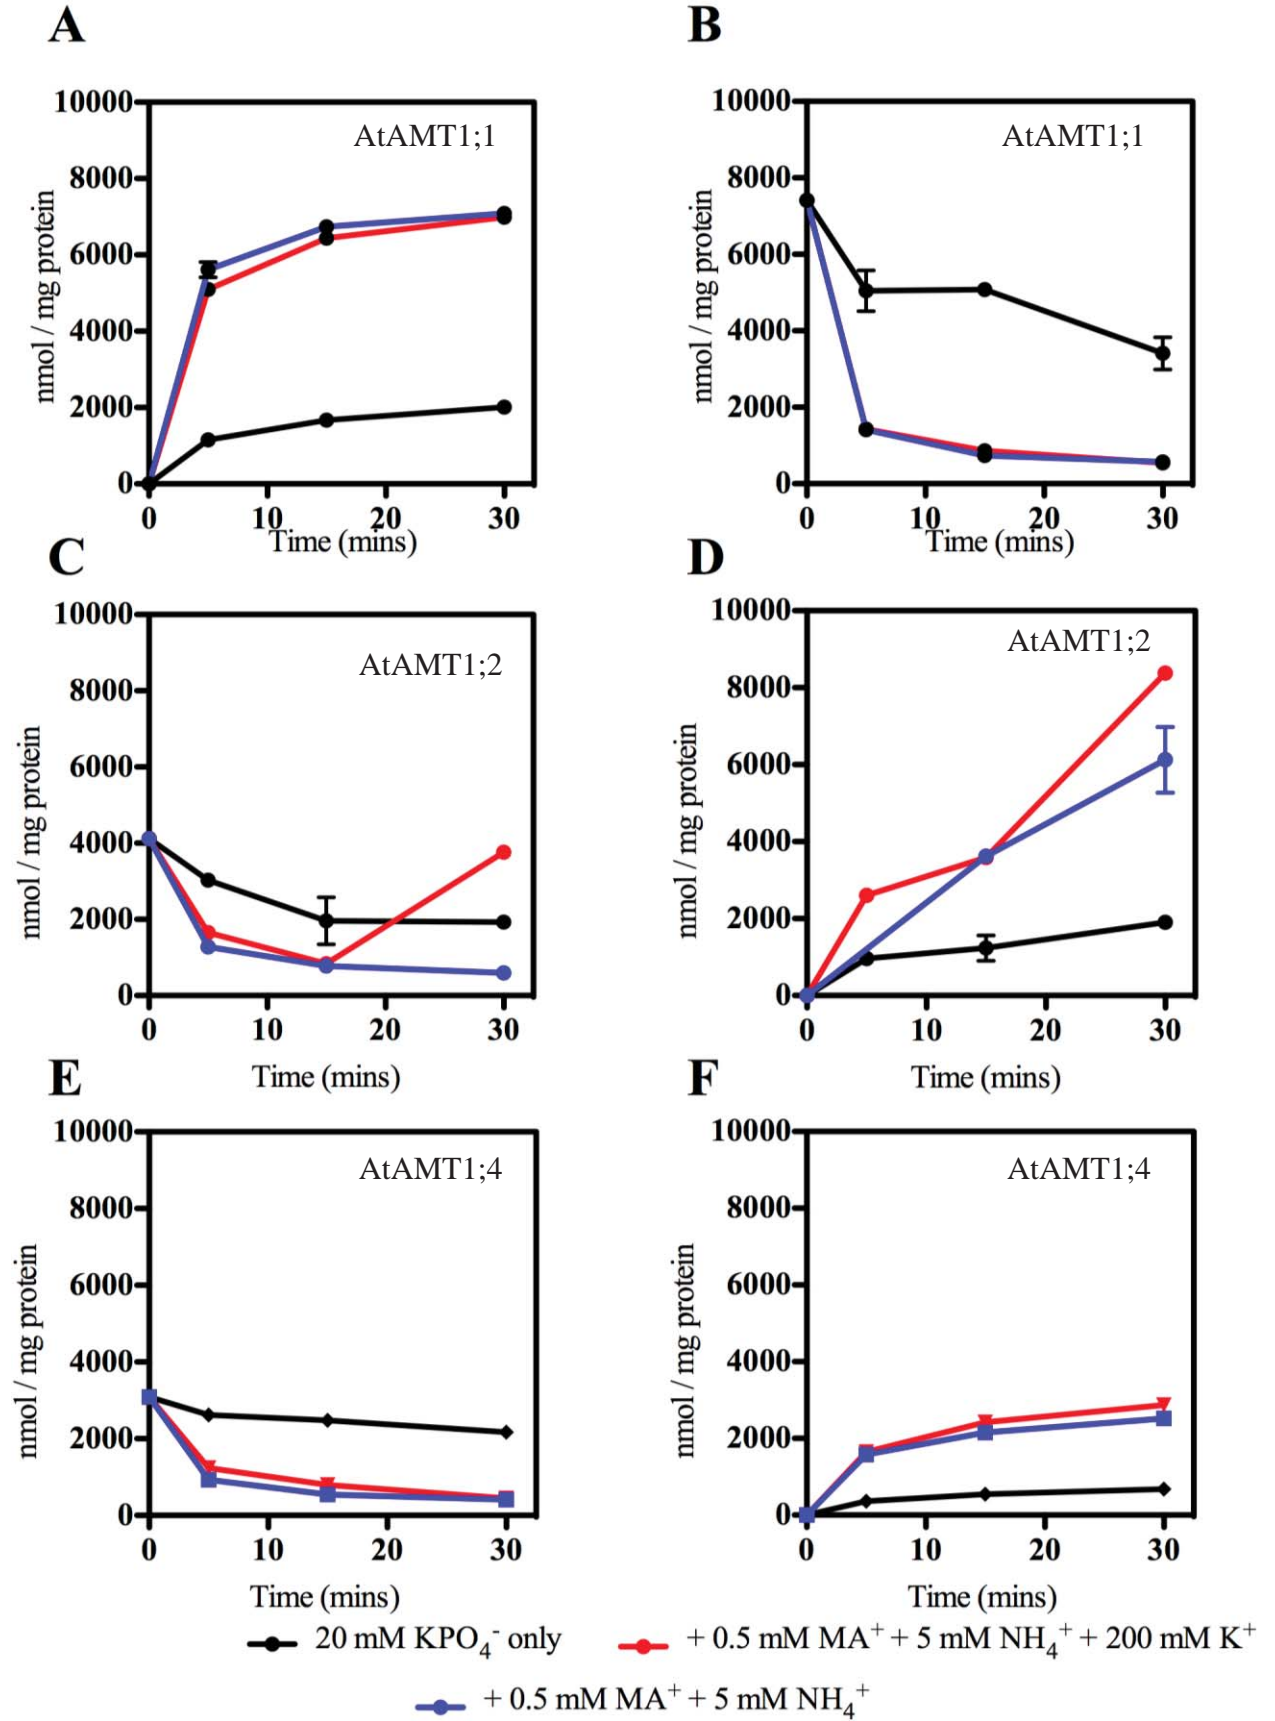 A
B
10000
8000
6000
4000
2000
0
nmol / mg protein
AtAMT1;1
0 10 20 30
Time (mins)
10000
8000
6000
4000
2000
0
nmol / mg protein
AtAMT1;1
0 10 20 30
Time (mins)
C
D
10000
8000
6000
4000
2000
0
nmol / mg protein
AtAMT1;2
0 10 20 30
Time (mins)
10000
8000
6000
4000
2000
0
nmol / mg protein
AtAMT1;2
0 10 20 30
Time (mins)
E
F
10000
8000
6000
4000
2000
0
nmol / mg protein
AtAMT1;4
0 10 20 30
Time (mins)
10000
8000
6000
4000
2000
0
nmol / mg protein
AtAMT1;4
0 10 20 30
Time (mins)
20 mM KPO₄⁻ only
+ 0.5 mM MA⁺ + 5 mM NH₄⁺ + 200 mM K⁺
+ 0.5 mM MA⁺ + 5 mM NH₄⁺